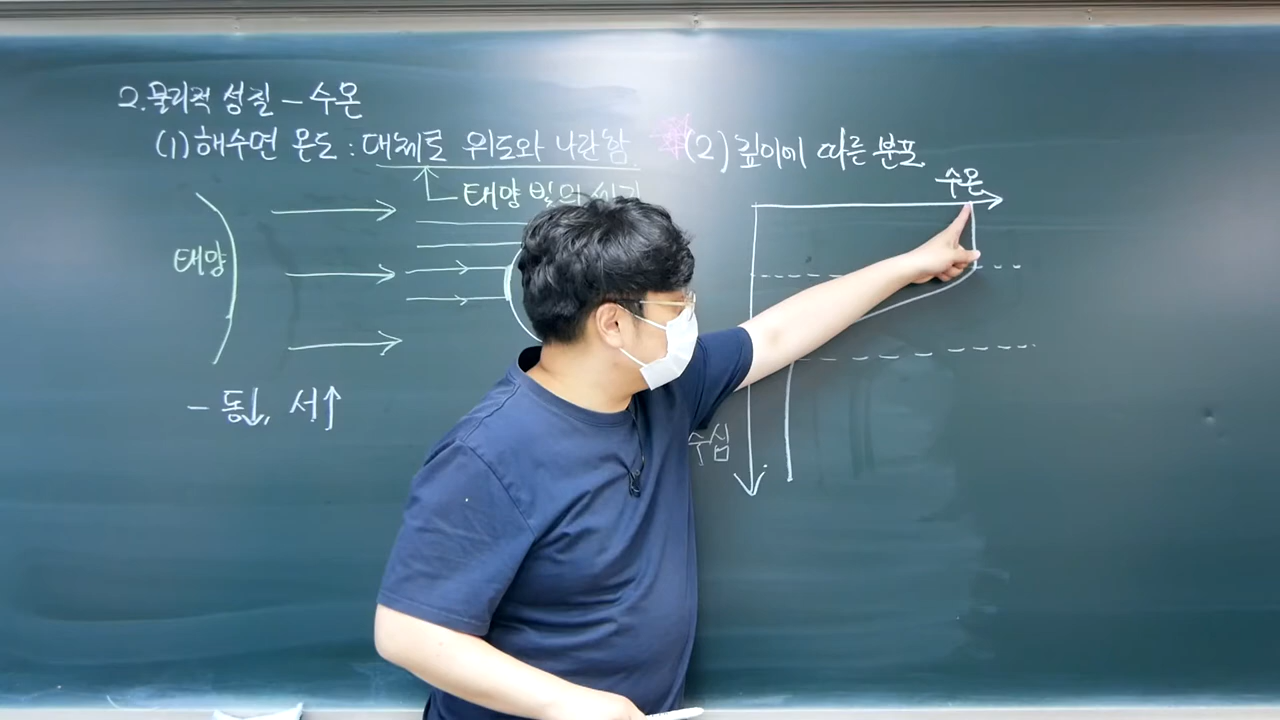 2. 물리적 성질 - 수온
(1) 해수면 온도 : 대체로 위도와 나란함.
태양 빛의 세기
태양
- 동↓, 서↑
(2) 깊이에 따른 분포.
수온
수심